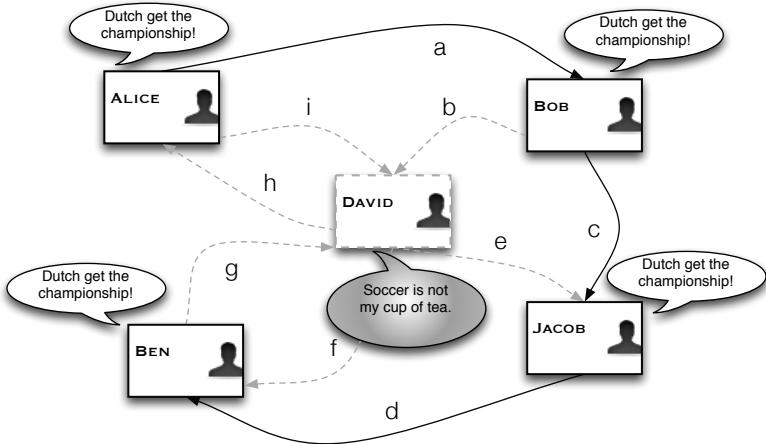 Dutch get the
championship!
a
Dutch get the
championship!
ALICE
BOB
i
b
h
DAVID
c
g
e
Dutch get the
championship!
Dutch get the
championship!
Soccer is not
my cup of tea.
JACOB
BEN
f
d